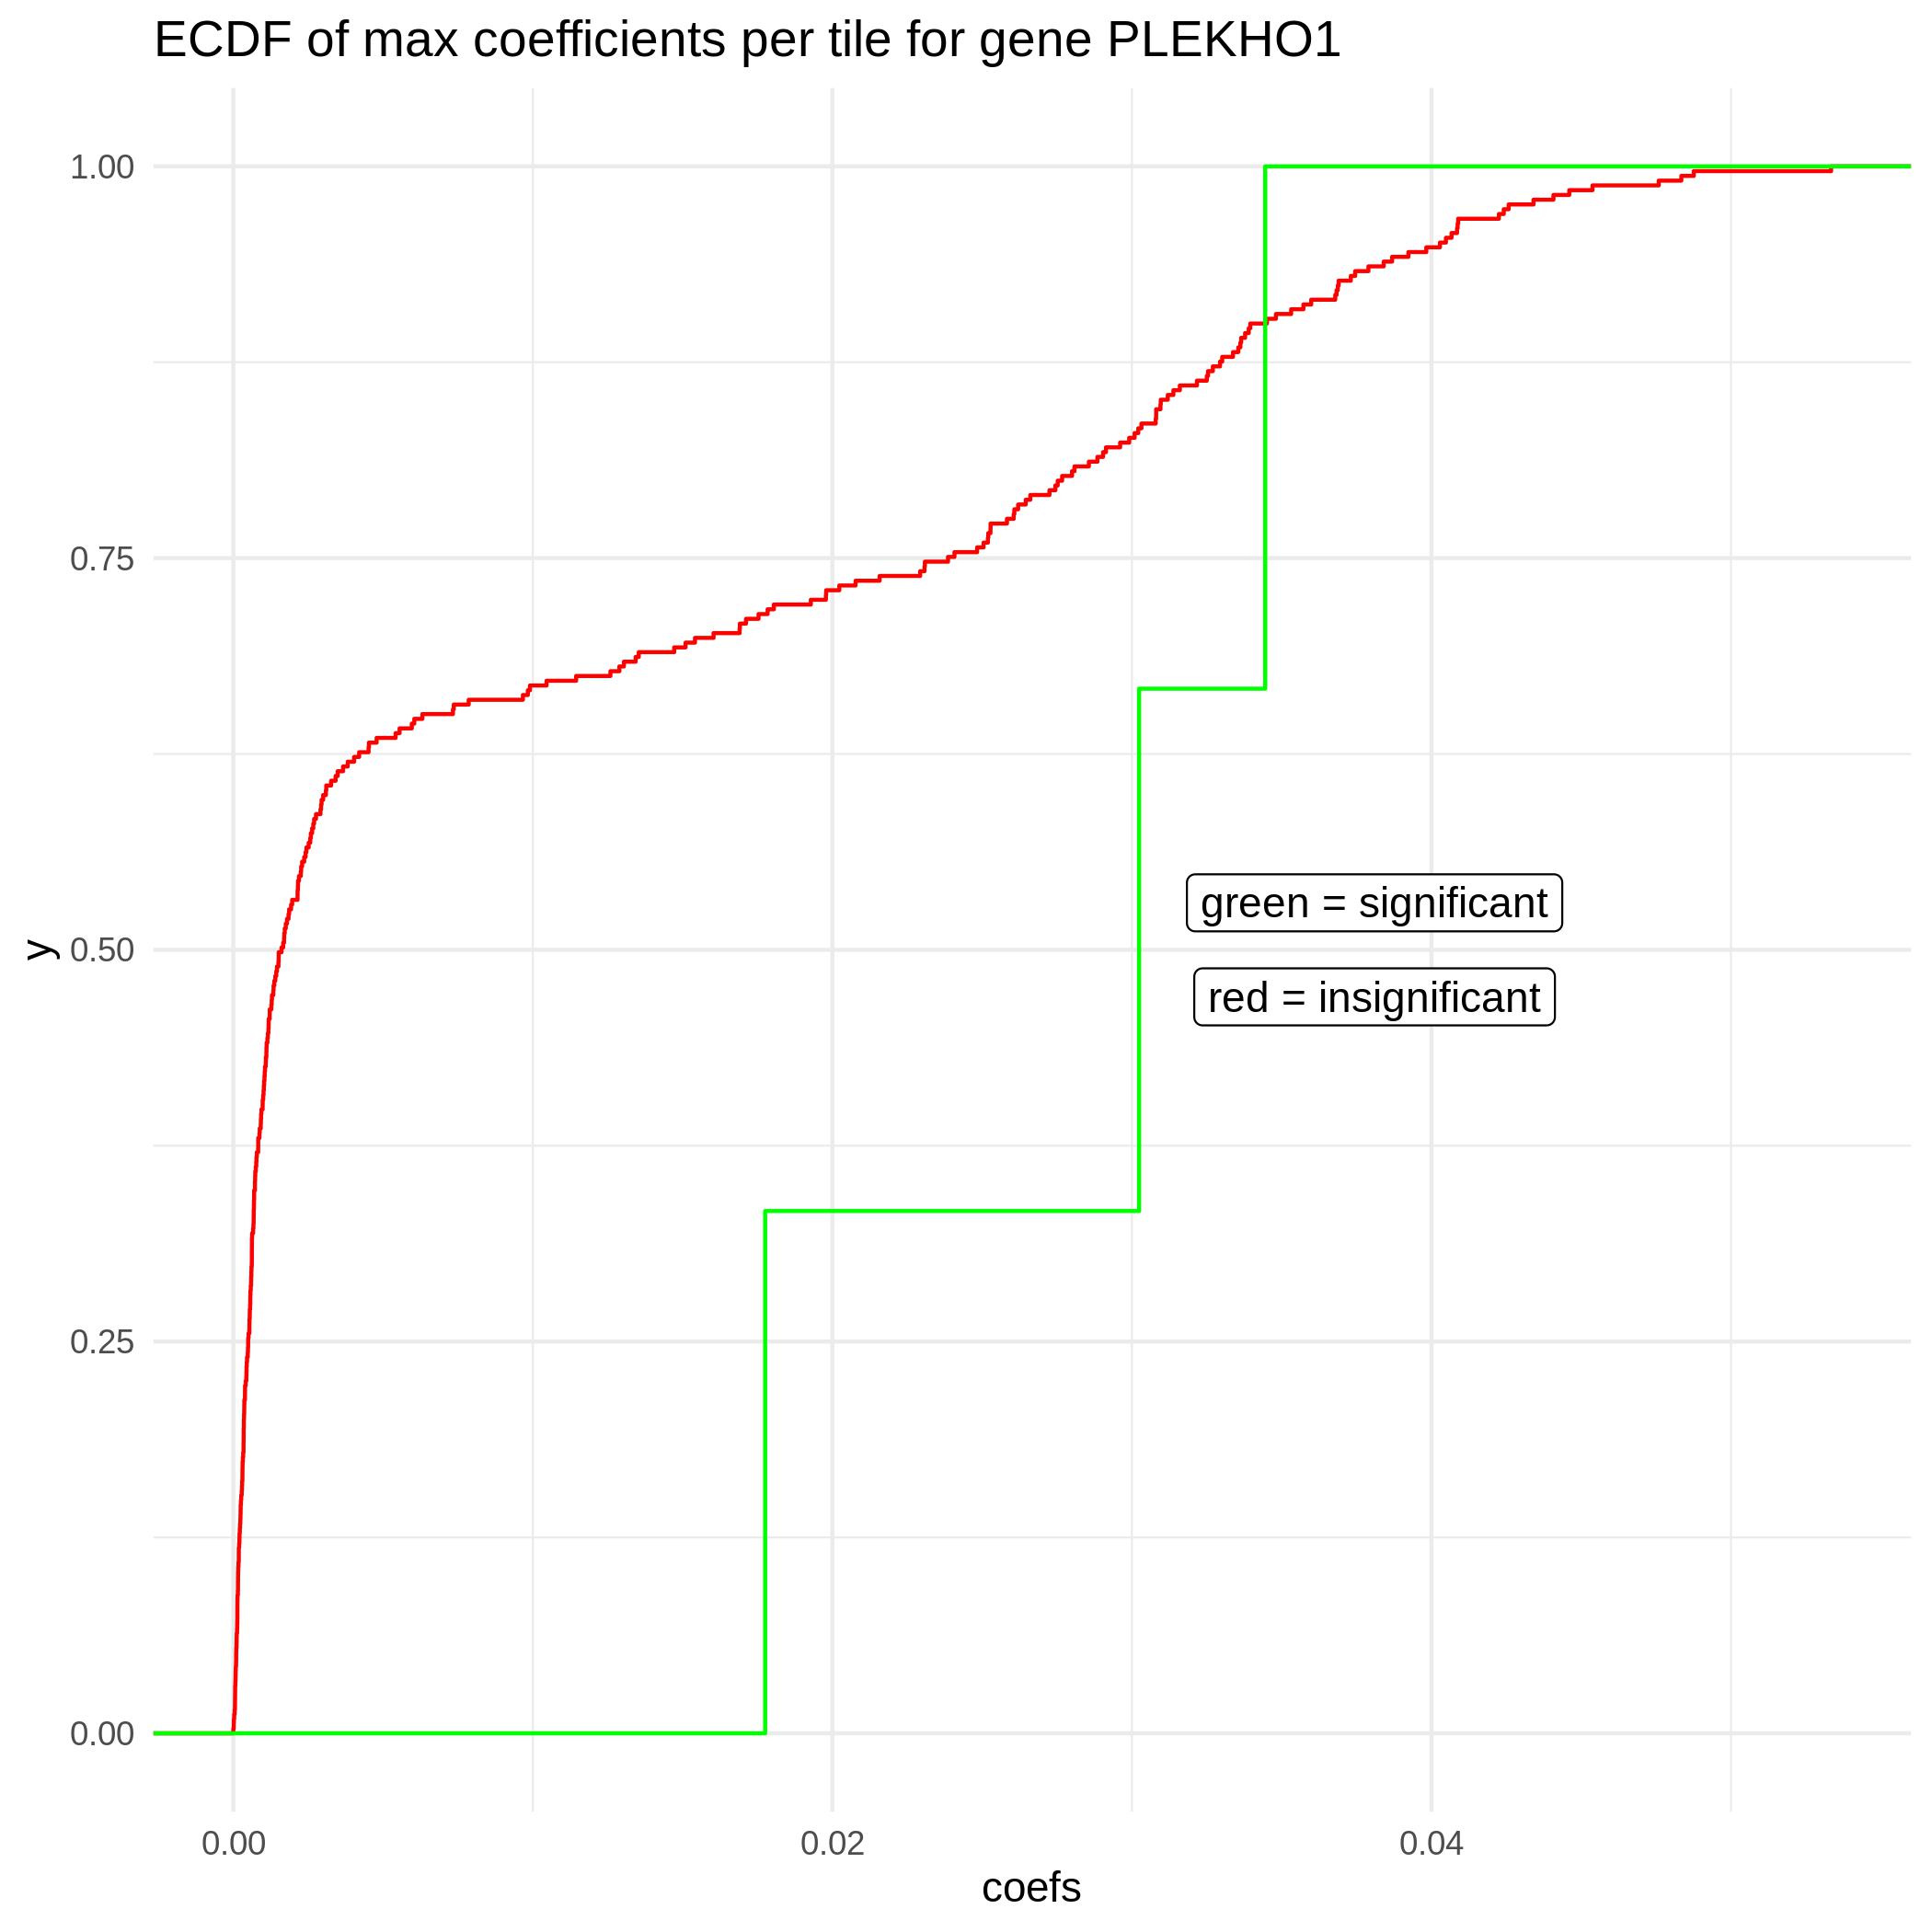 ECDF of max coefficients per tile for gene PLEKHO1
1.00
0.75
0.50
0.25
0.00
y
green = significant
red = insignificant
0.00 0.02 0.04
coefs